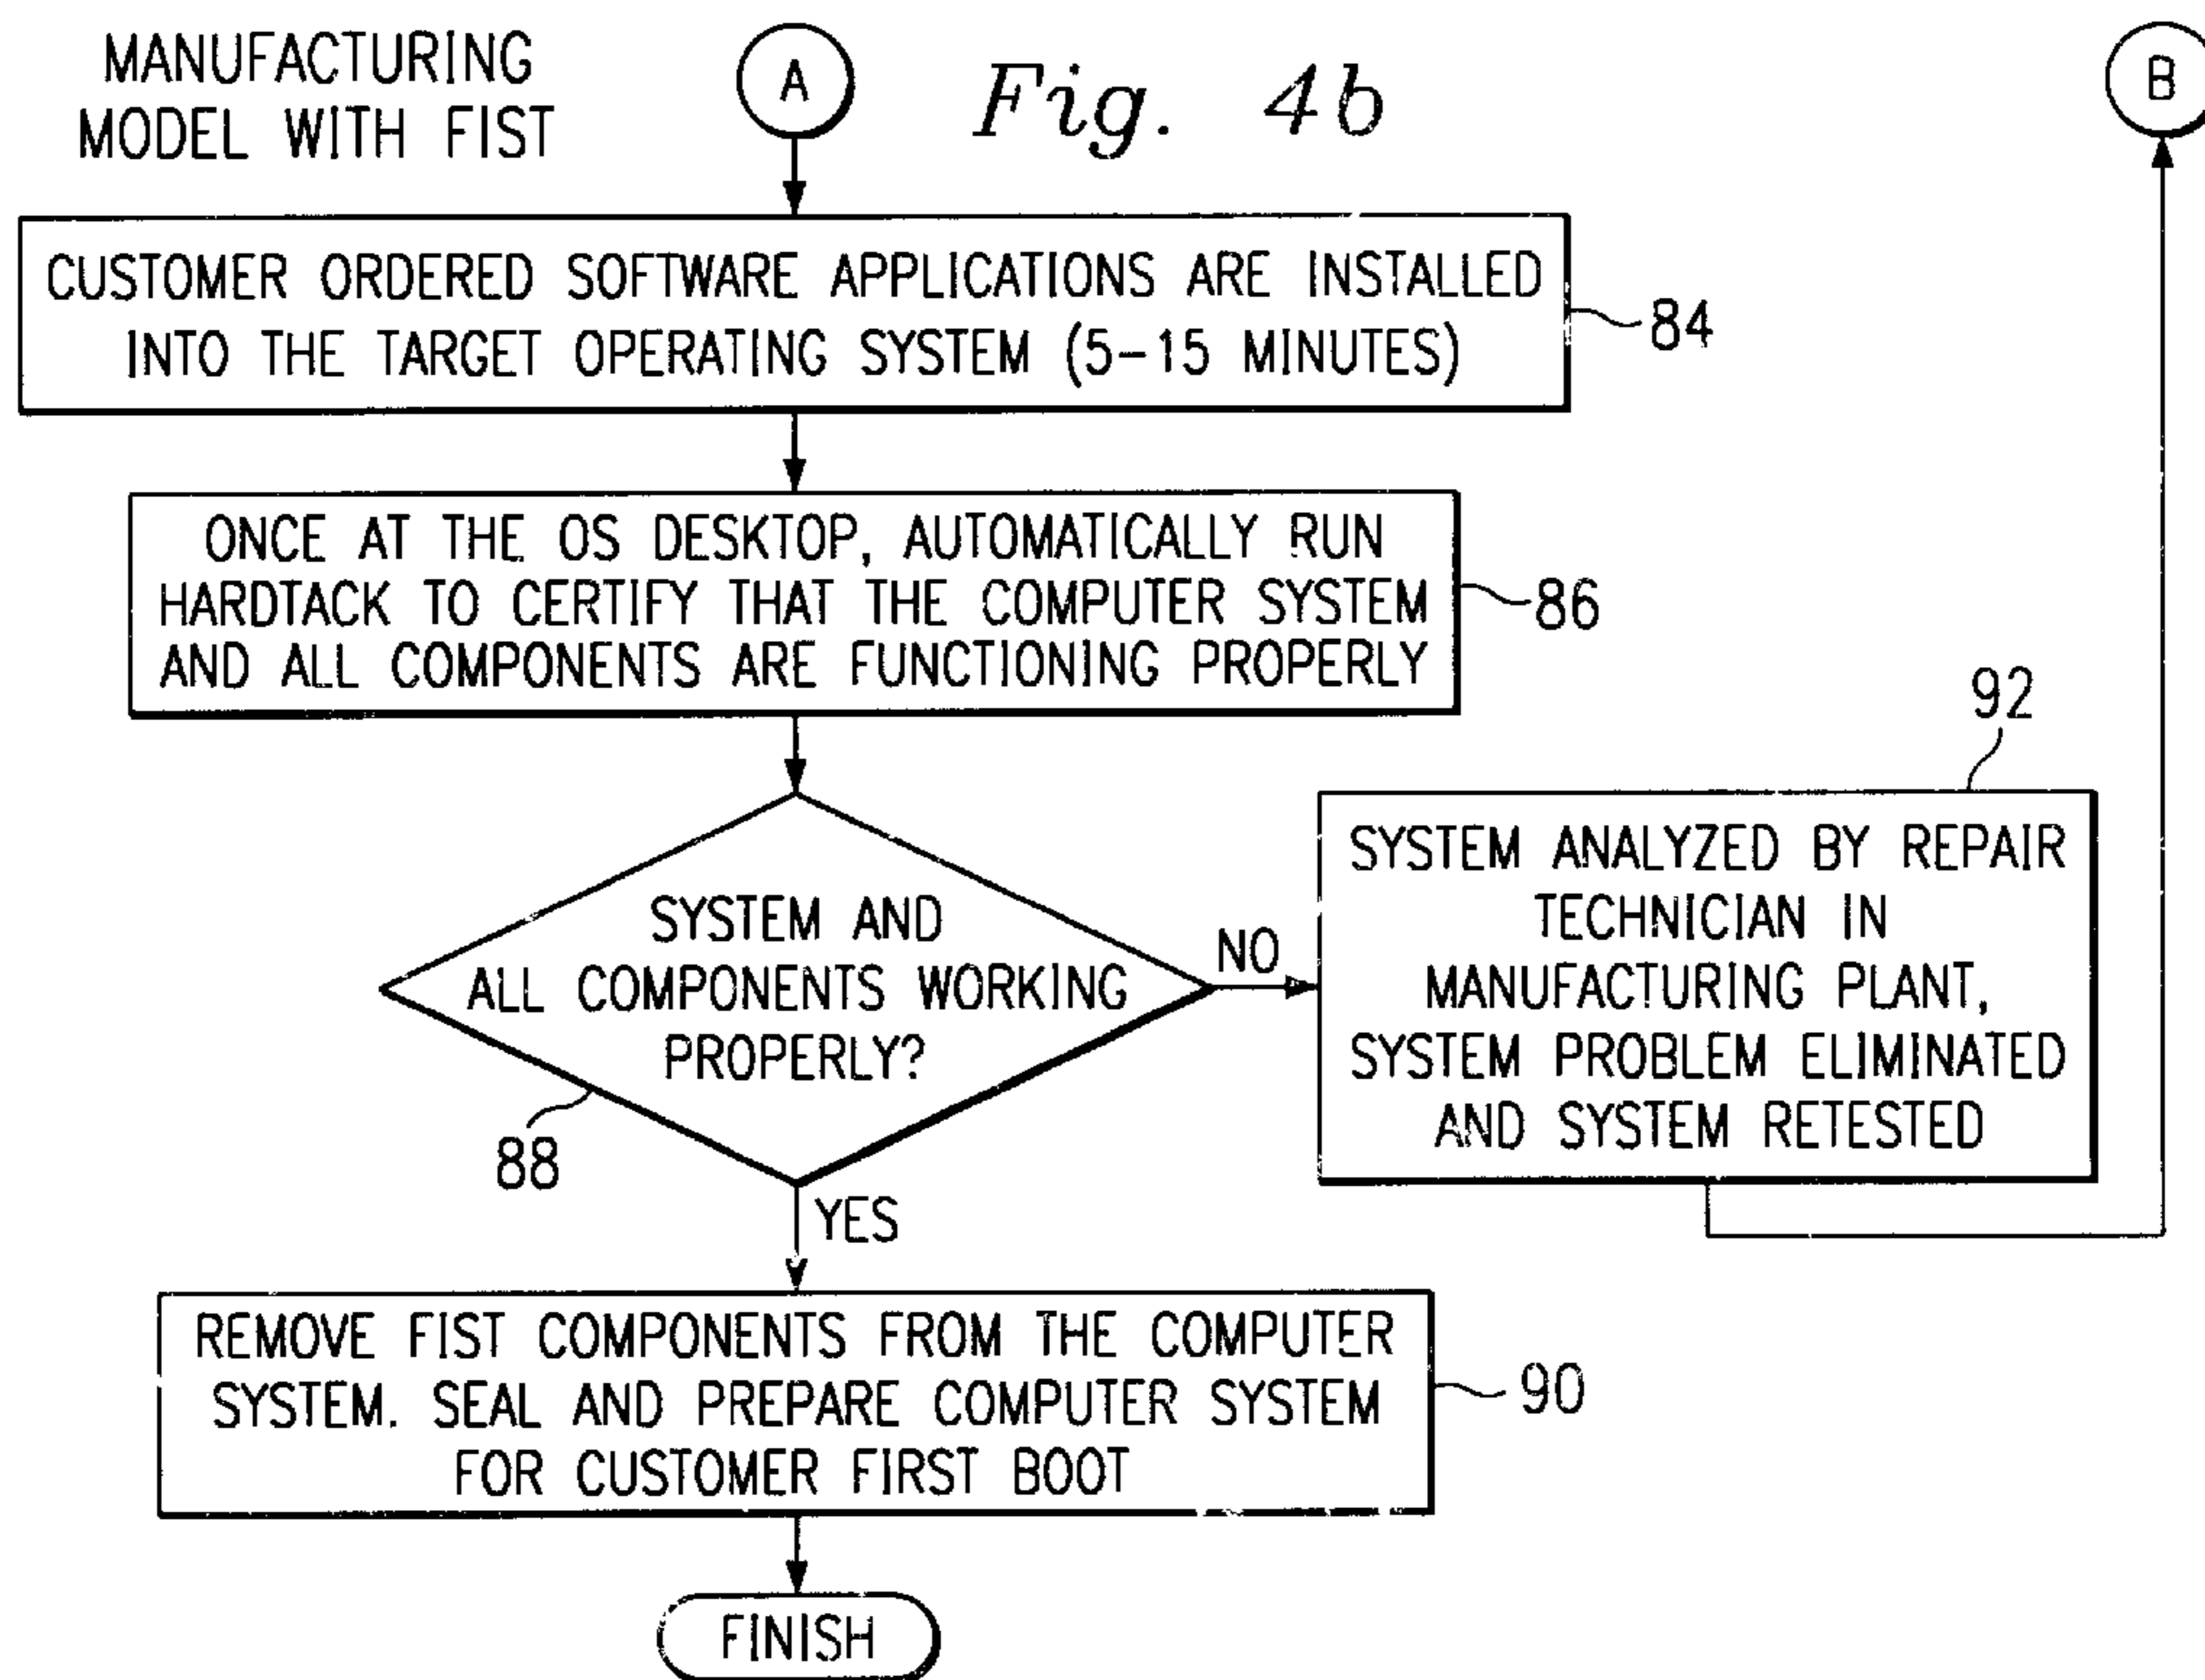 MANUFACTURING
MODEL WITH FIST
A
Fig. 4b
B
CUSTOMER ORDERED SOFTWARE APPLICATIONS ARE INSTALLED
INTO THE TARGET OPERATING SYSTEM (5-15 MINUTES)
84
ONCE AT THE OS DESKTOP, AUTOMATICALLY RUN
HARDTACK TO CERTIFY THAT THE COMPUTER SYSTEM
AND ALL COMPONENTS ARE FUNCTIONING PROPERLY
86
SYSTEM AND
ALL COMPONENTS WORKING
PROPERLY?
88
NO
92
SYSTEM ANALYZED BY REPAIR
TECHNICIAN IN
MANUFACTURING PLANT,
SYSTEM PROBLEM ELIMINATED
AND SYSTEM RETESTED
YES
REMOVE FIST COMPONENTS FROM THE COMPUTER
SYSTEM. SEAL AND PREPARE COMPUTER SYSTEM
FOR CUSTOMER FIRST BOOT
90
FINISH